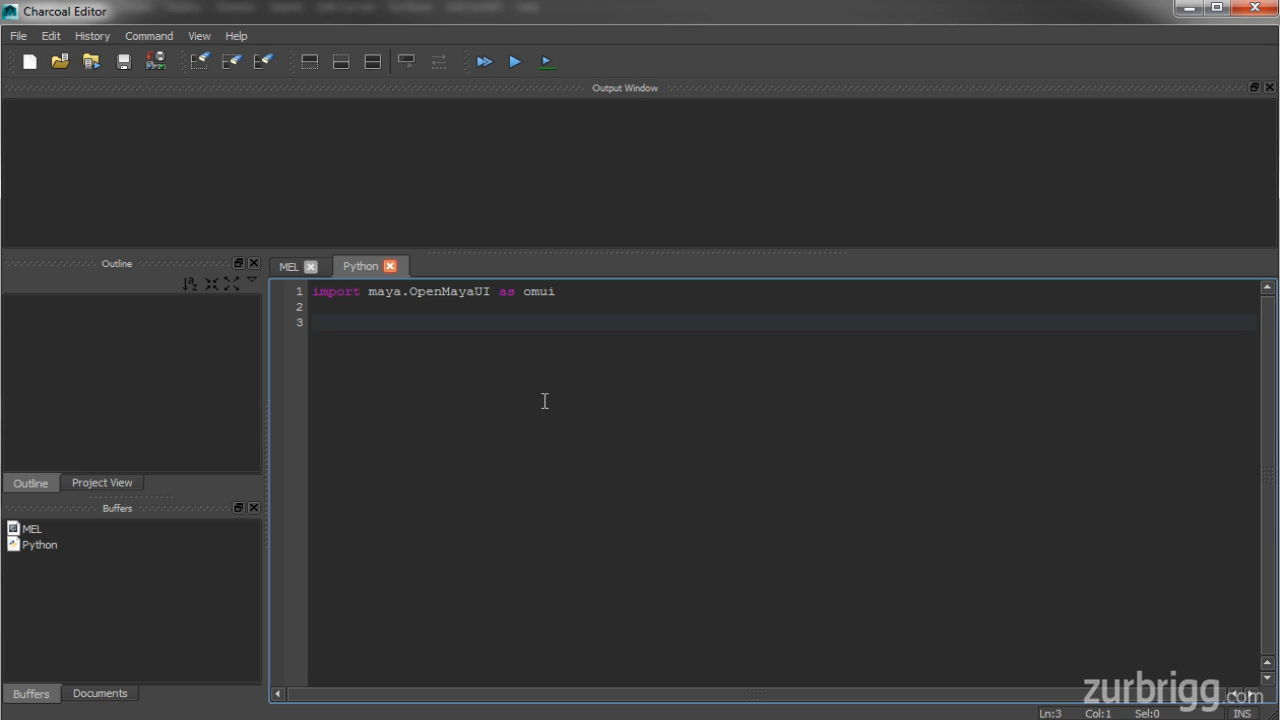 Charcoal Editor
File Edit History Command View Help
Output Window
Outline
MEL Python
1 import maya.OpenMayaUI as omui
2
3
Outline Project View
Buffers
MEL
Python
Buffers Documents
zurbrigg.com
Ln:3 Col:1 Sel:0 INS